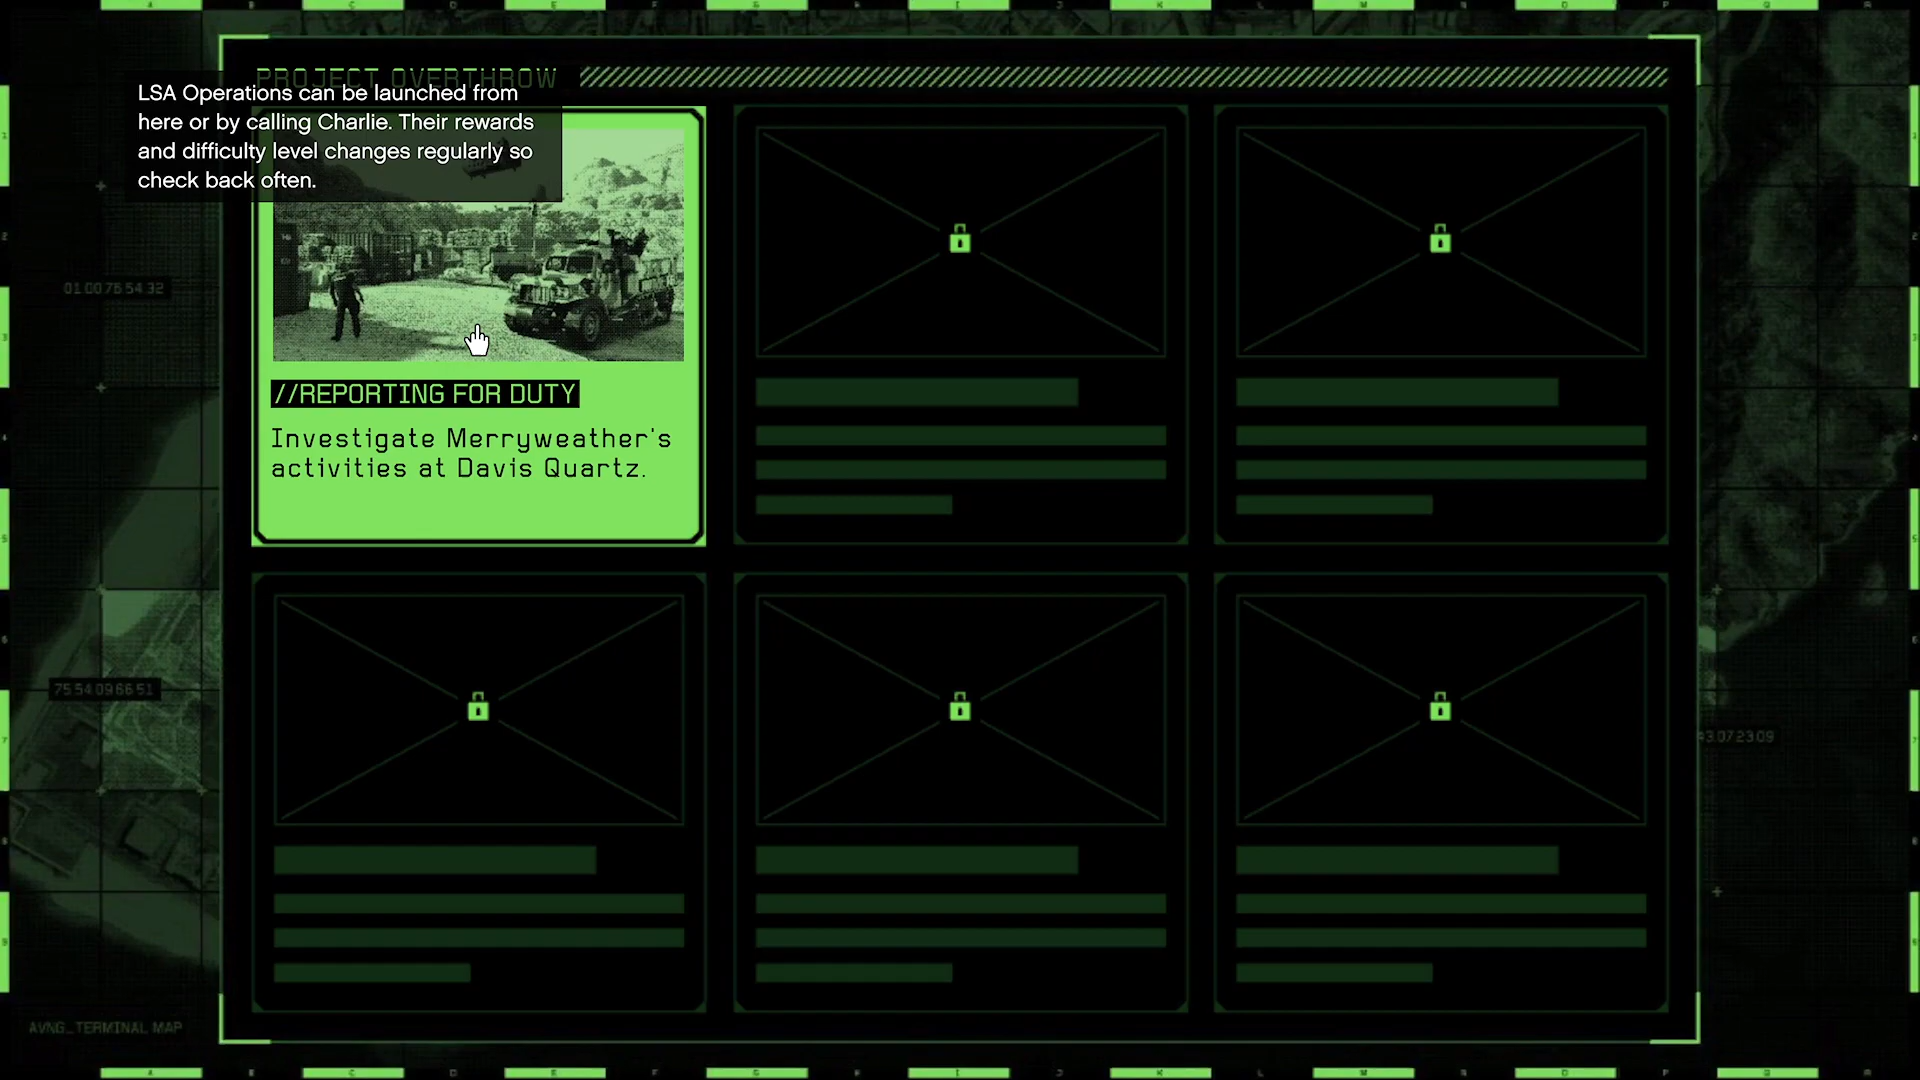 PROJECT OVERTHROW
LSA Operations can be launched from
here or by calling Charlie. Their rewards
and difficulty level changes regularly so
check back often.
//REPORTING FOR DUTY
Investigate Merryweather's
activities at Davis Quartz.
01.00.75.54.32
75.54.09.66.51
43.07.23.09
AVNG_TERMINAL MAP